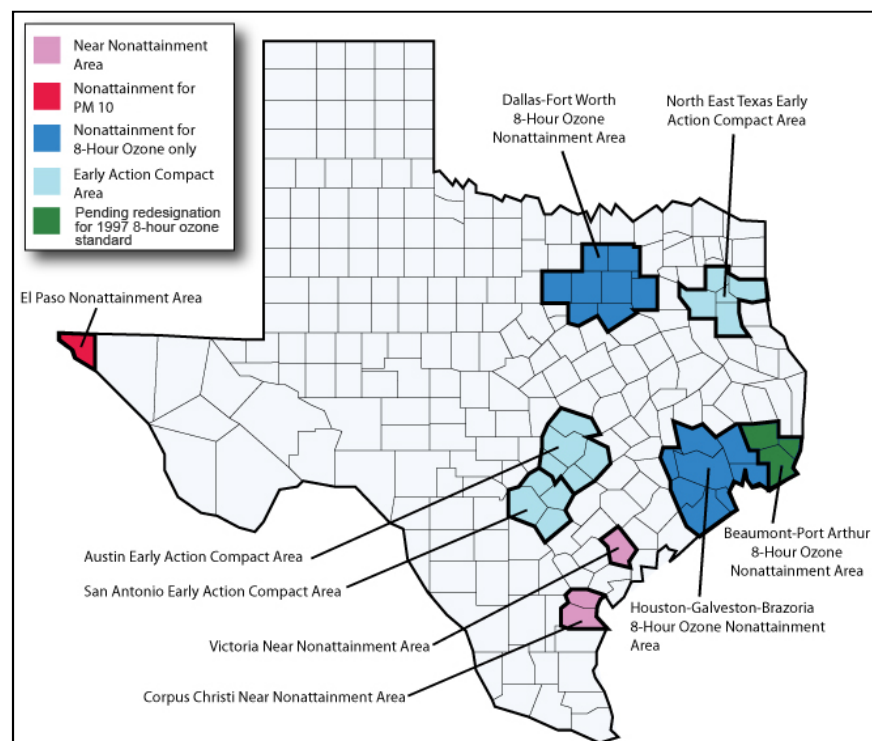 Near Nonattainment
Area
Nonattainment for
PM 10
Nonattainment for
8-Hour Ozone only
Early Action Compact
Area
Pending redesignation
for 1997 8-hour ozone
standard
Dallas-Fort Worth
8-Hour Ozone
Nonattainment Area
North East Texas Early
Action Compact Area
El Paso Nonattainment Area
Austin Early Action Compact Area
San Antonio Early Action Compact Area
Victoria Near Nonattainment Area
Corpus Christi Near Nonattainment Area
Beaumont-Port Arthur
8-Hour Ozone
Nonattainment Area
Houston-Galveston-Brazoria
8-Hour Ozone Nonattainment
Area